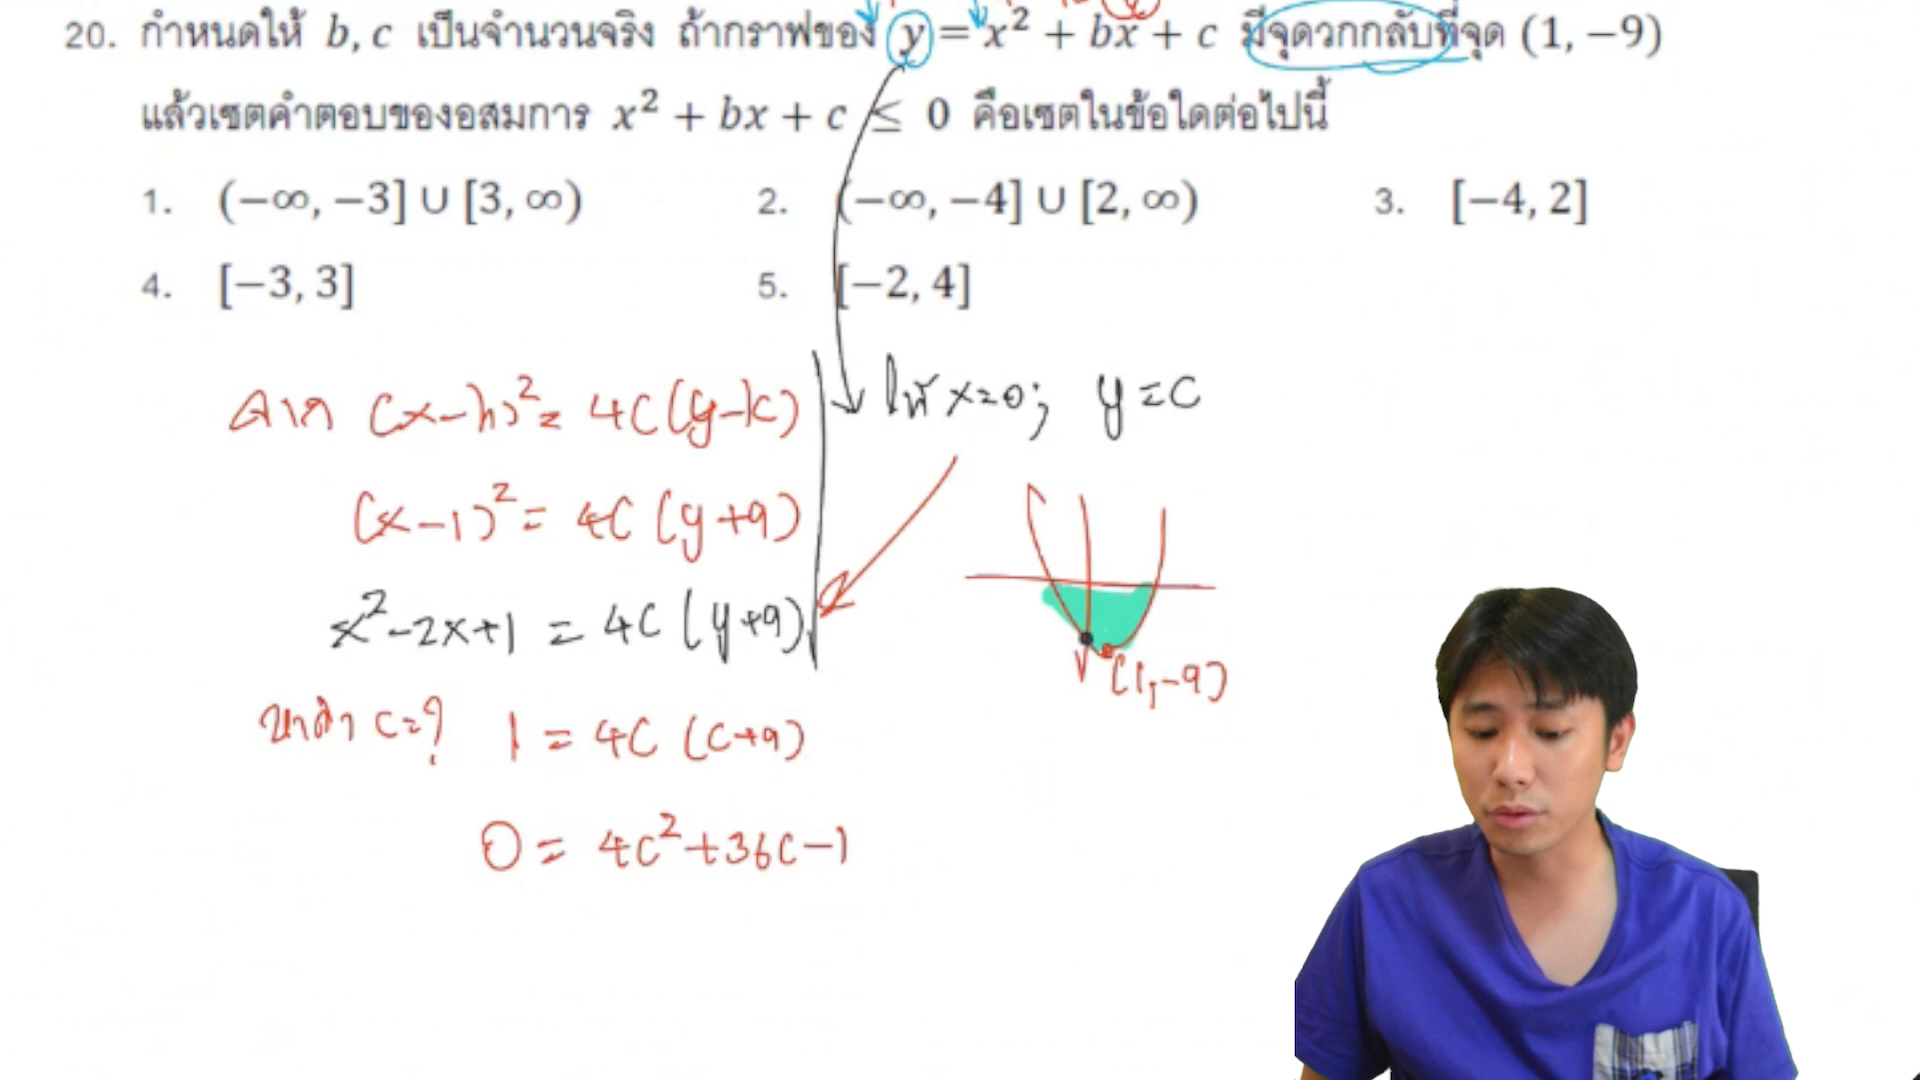 20. กำหนดให้ b, c เป็นจำนวนจริง ถ้ากราฟของ y = x² + bx + c มีจุดวกกลับที่จุด (1, −9)
แล้วเซตคำตอบของอสมการ x² + bx + c ≤ 0 คือเซตในข้อใดต่อไปนี้
1. (−∞, −3] ∪ [3, ∞) 2. (−∞, −4] ∪ [2, ∞) 3. [−4, 2]
4. [−3, 3] 5. [−2, 4]
จาก (x−h)² = 4c(y−k)
(x−1)² = 4c(y+9)
x²−2x+1 = 4c(y+9)
หาค่า c=? 1 = 4c(c+9)
0 = 4c²+36c−1
ให้ x=0; y=c
(1,−9)